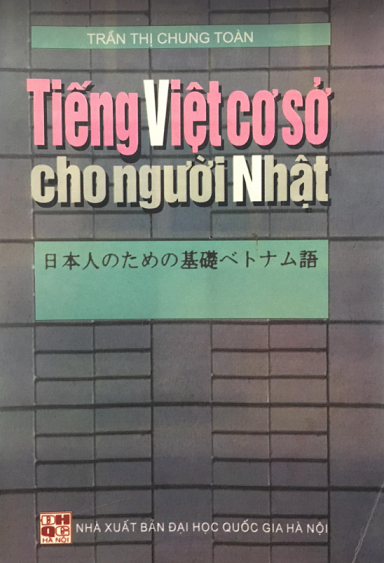 TRẦN THỊ CHUNG TOÀN
Tiếng Việt cơ sở
cho người Nhật
日本人のための基礎ベトナム語
ĐH
QG
HÀ NỘI
NHÀ XUẤT BẢN ĐẠI HỌC QUỐC GIA HÀ NỘI